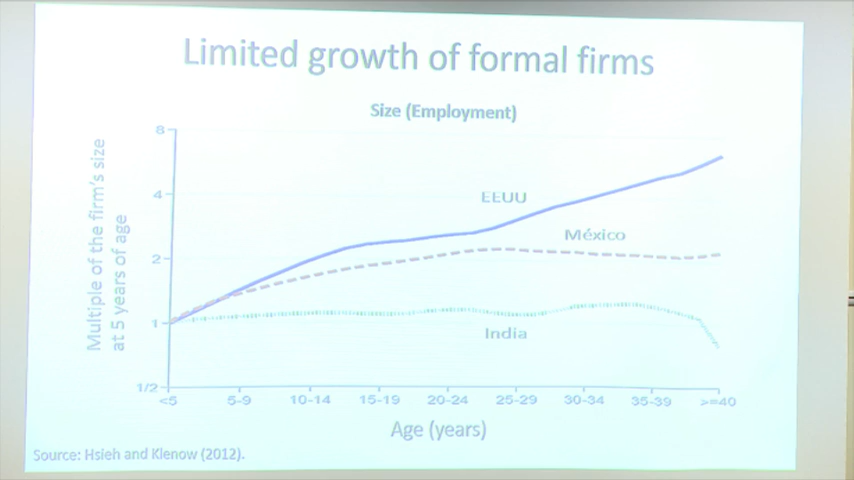 Limited growth of formal firms
Size (Employment)
Multiple of the firm's size
at 5 years of age
8
4
2
1
1/2
EEUU
México
India
<5 5-9 10-14 15-19 20-24 25-29 30-34 35-39 >=40
Age (years)
Source: Hsieh and Klenow (2012).